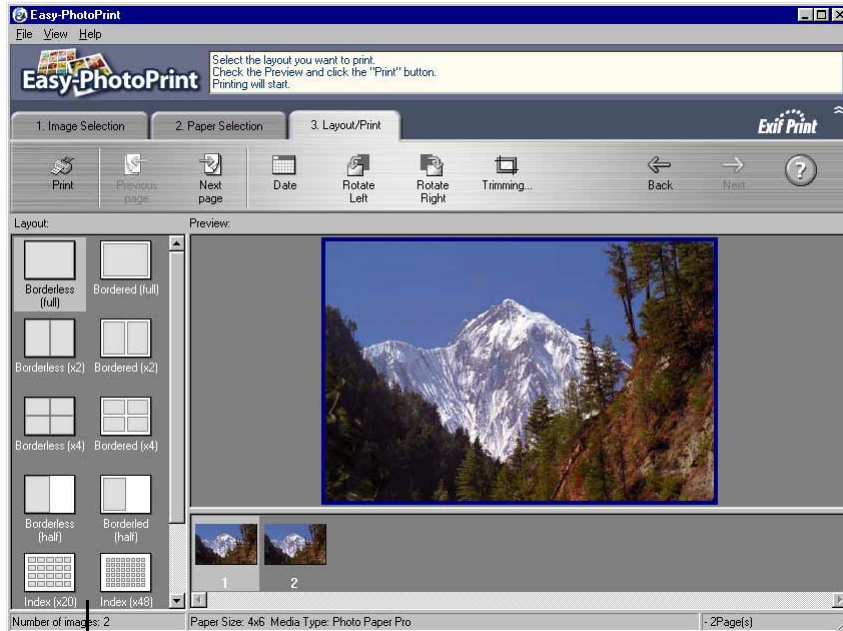 Easy-PhotoPrint
File View Help
Easy-PhotoPrint
Select the layout you want to print.
Check the Preview and click the "Print" button.
Printing will start.
1. Image Selection
2. Paper Selection
3. Layout/Print
Exif Print
Print
Previous
page
Next
page
Date
Rotate
Left
Rotate
Right
Trimming...
Back
Next
?
Layout:
Preview:
Borderless
(full)
Bordered (full)
Borderless (x2)
Bordered (x2)
Borderless (x4)
Bordered (x4)
Borderless
(half)
Borderled
(half)
Index (x20)
Index (x48)
1
2
Number of images: 2
Paper Size: 4x6 Media Type: Photo Paper Pro
- 2Page(s)